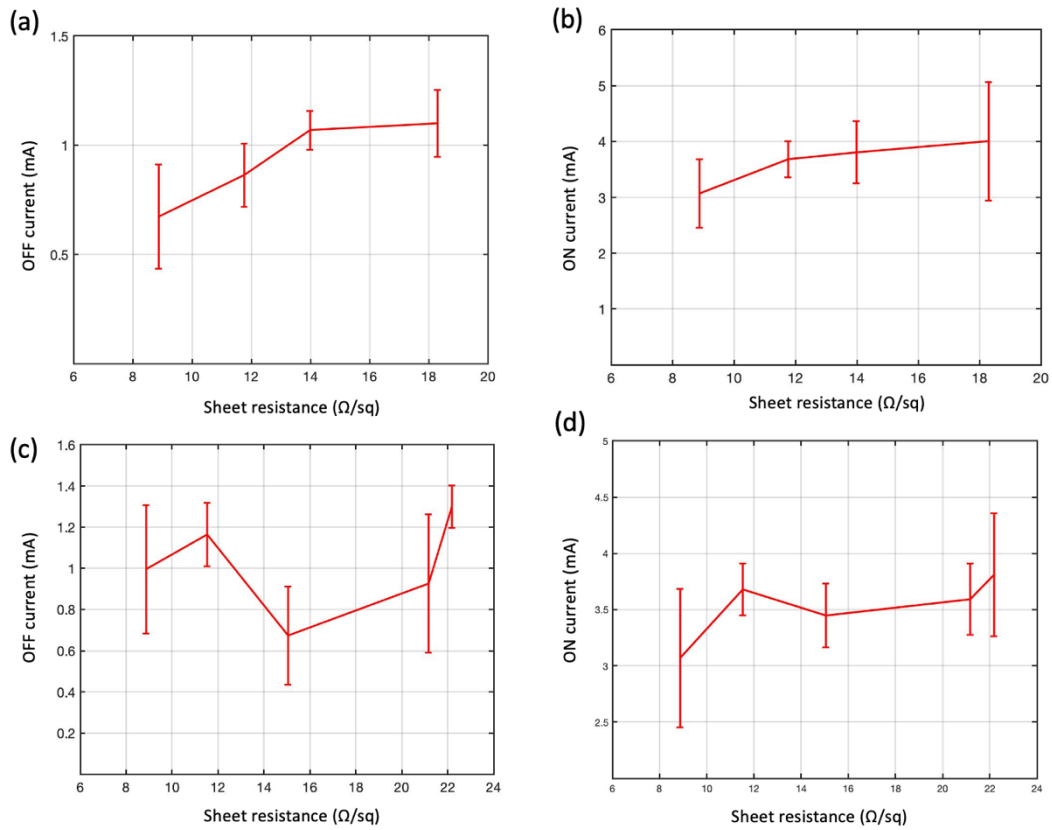 (a)
1.5
1
0.5
OFF current (mA)
6 8 10 12 14 16 18 20
Sheet resistance (Ω/sq)
(b)
6
5
4
3
2
1
ON current (mA)
6 8 10 12 14 16 18 20
Sheet resistance (Ω/sq)
(c)
1.6
1.4
1.2
1
0.8
0.6
0.4
0.2
OFF current (mA)
6 8 10 12 14 16 18 20 22 24
Sheet resistance (Ω/sq)
(d)
5
4.5
4
3.5
3
2.5
ON current (mA)
4 6 8 10 12 14 16 18 20 22 24
Sheet resistance (Ω/sq)